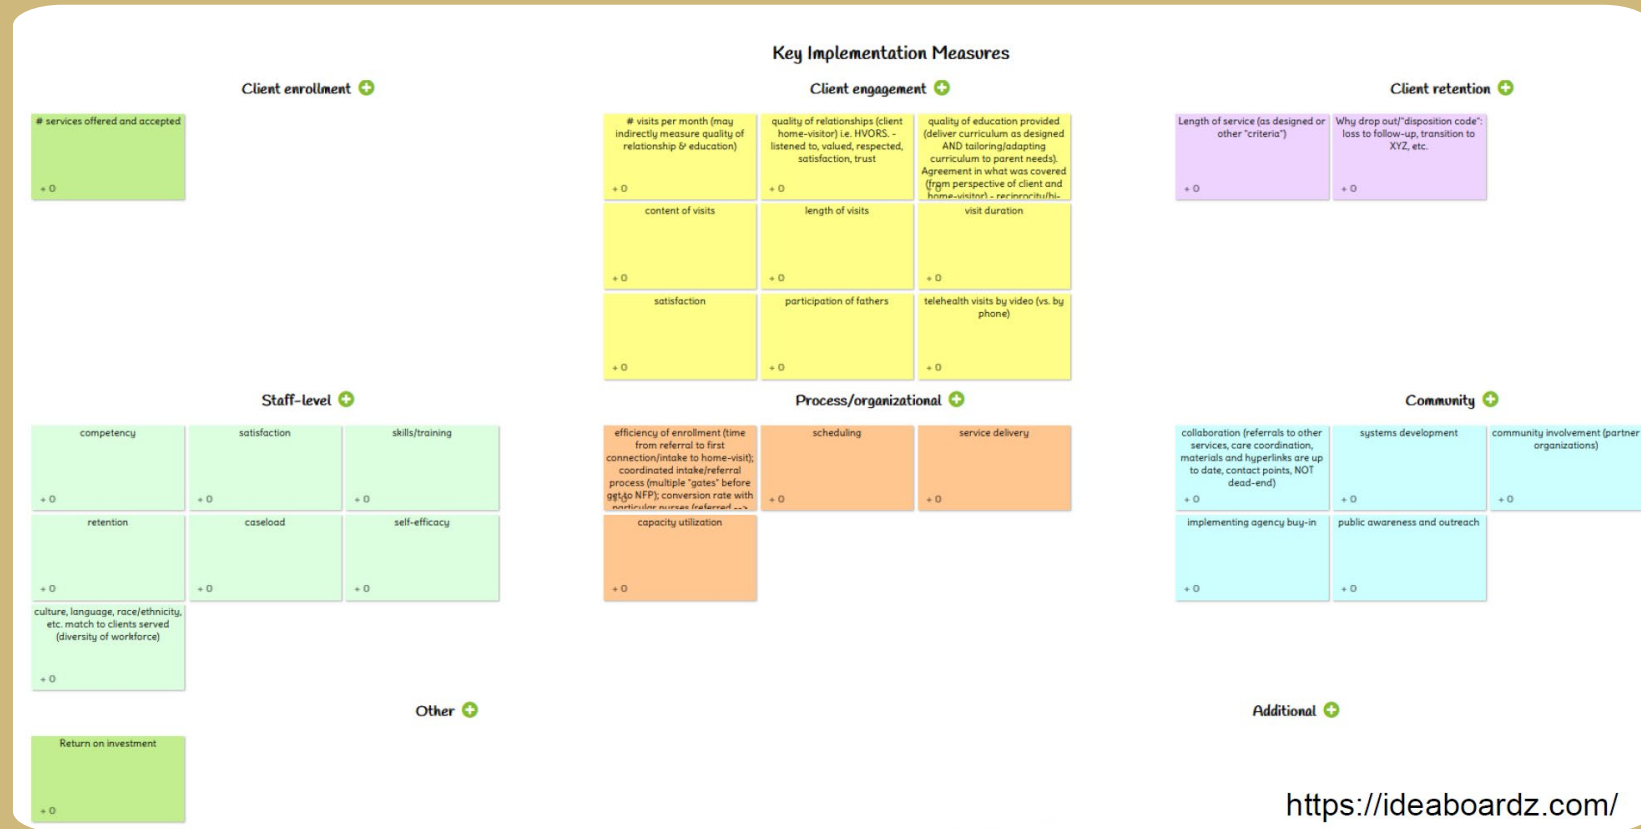 Key Implementation Measures
Client enrollment
# services offered and accepted
+ 0
Client engagement
# visits per month (may
indirectly measure quality of
relationship & education)
+ 0
quality of relationships (client
home-visitor) i.e. HVORS. -
listened to, valued, respected,
satisfaction, trust
+ 0
quality of education provided
(deliver curriculum as designed
AND tailoring/adapting
curriculum to parent needs).
Agreement in what was covered
(from perspective of client and
home-visitor) - reciprocity/bi-
+ 0
content of visits
+ 0
length of visits
+ 0
visit duration
+ 0
satisfaction
+ 0
participation of fathers
+ 0
telehealth visits by video (vs. by
phone)
+ 0
Client retention
Length of service (as designed or
other "criteria")
+ 0
Why drop out/"disposition code":
loss to follow-up, transition to
XYZ, etc.
+ 0
Staff-level
competency
+ 0
satisfaction
+ 0
skills/training
+ 0
retention
+ 0
caseload
+ 0
self-efficacy
+ 0
culture, language, race/ethnicity,
etc. match to clients served
(diversity of workforce)
+ 0
Process/organizational
efficiency of enrollment (time
from referral to first
connection/intake to home-visit);
coordinated intake/referral
process (multiple "gates" before
get to NFP); conversion rate with
particular nurses (referred -->
scheduling
+ 0
service delivery
+ 0
capacity utilization
+ 0
Community
collaboration (referrals to other
services, care coordination,
materials and hyperlinks are up
to date, contact points, NOT
dead-end)
+ 0
systems development
+ 0
community involvement (partner
organizations)
+ 0
implementing agency buy-in
+ 0
public awareness and outreach
+ 0
Other
Return on investment
+ 0
Additional
https://ideaboardz.com/